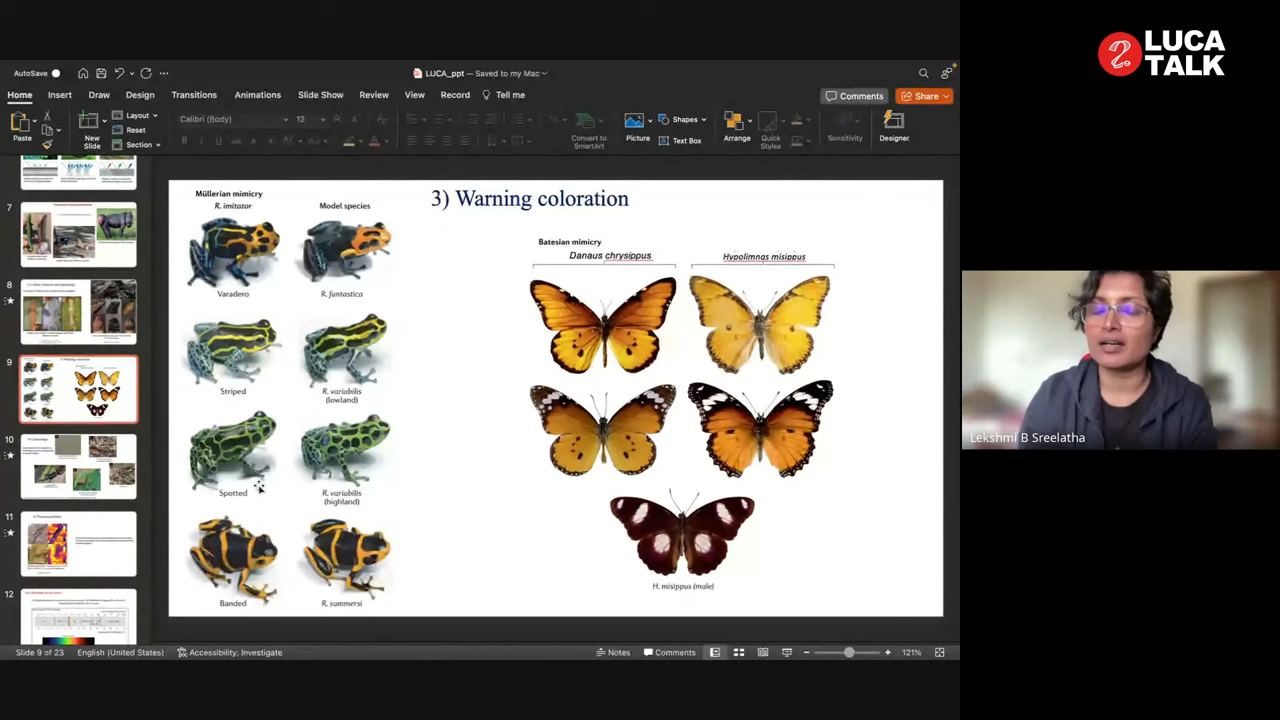 LUCA
TALK
AutoSave
LUCA_ppt — Saved to my Mac
Home Insert Draw Design Transitions Animations Slide Show Review View Record Tell me
Comments Share
Paste
New
Slide
Layout
Reset
Section
Calibri (Body) 12
Convert to
SmartArt
Picture
Shapes
Text Box
Arrange
Quick
Styles
Sensitivity
Designer
7
8
9
10
11
12
3) Warning coloration
Müllerian mimicry
R. imitator Model species
Varadero R. funtastica
Striped R. variabilis
(lowland)
Spotted R. variabilis
(highland)
Banded R. summersi
Batesian mimicry
Danaus chrysippus Hypolimnas misippus
H. misippus (male)
Lekshmi B Sreelatha
Slide 9 of 23 English (United States) Accessibility: Investigate Notes Comments 121%